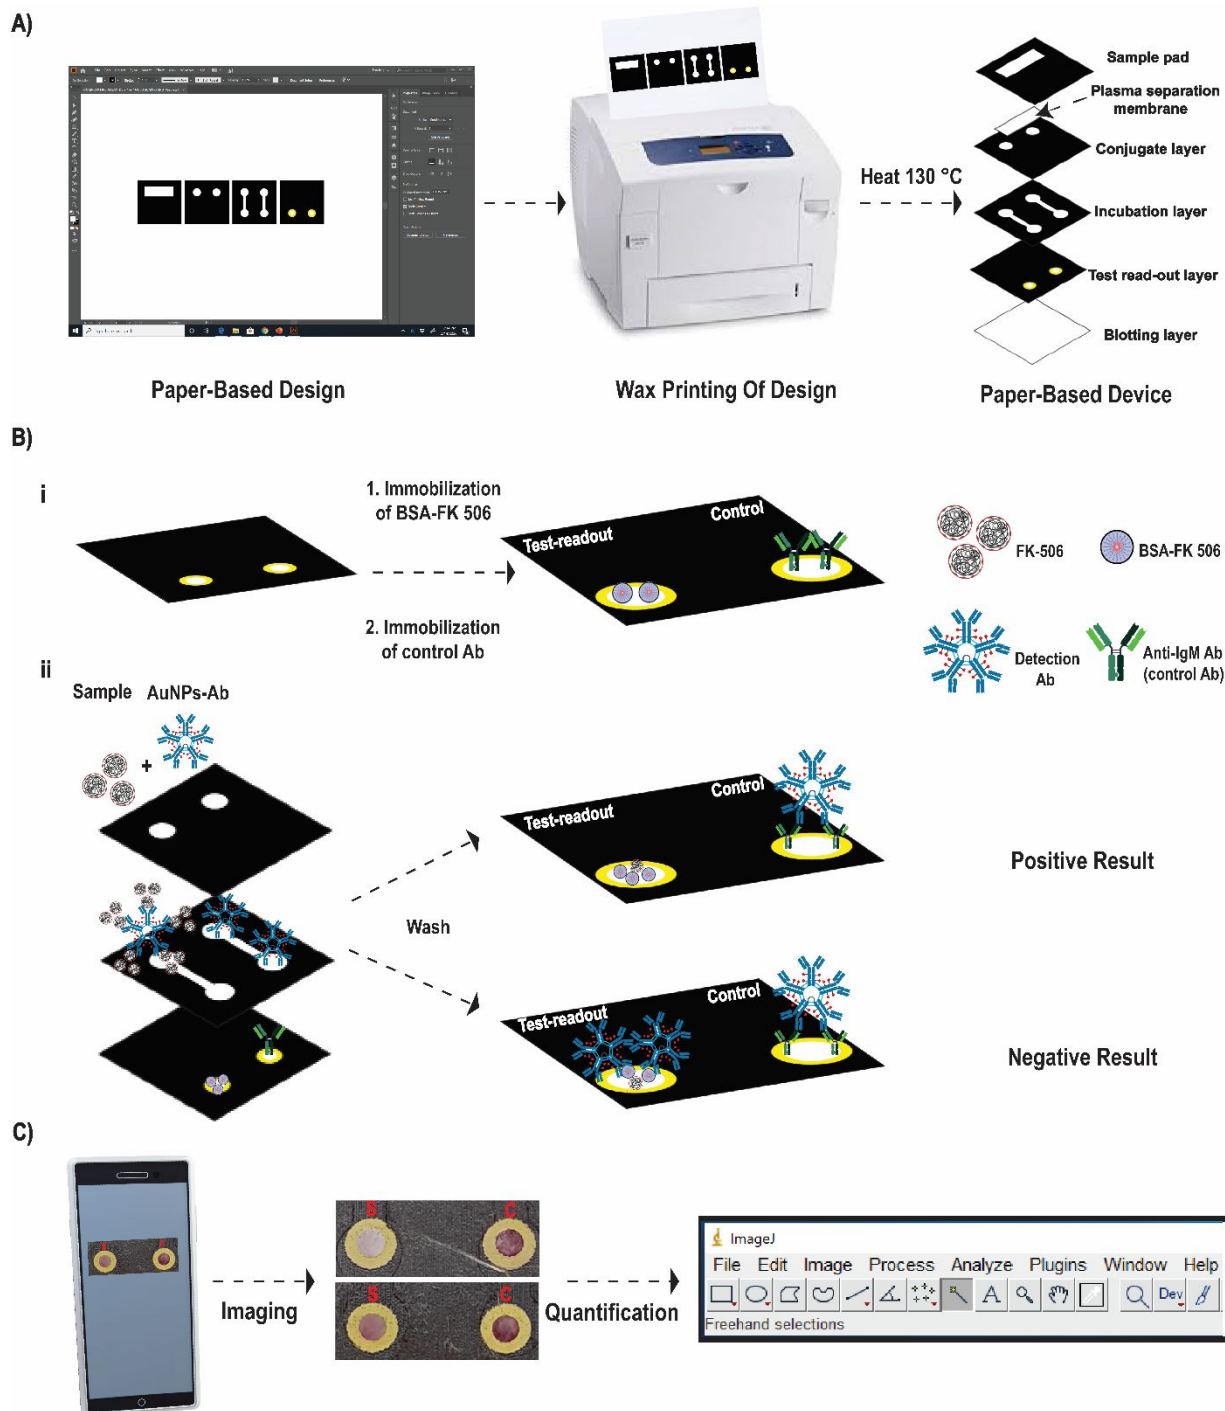 A)
Sample pad
Plasma separation
membrane
Conjugate layer
Heat 130 °C
Incubation layer
Test read-out layer
Blotting layer
Paper-Based Design
Wax Printing Of Design
Paper-Based Device
B)
i
1. Immobilization
of BSA-FK 506
2. Immobilization
of control Ab
Test-readout
Control
FK-506
BSA-FK 506
Detection
Ab
Anti-IgM Ab
(control Ab)
ii
Sample
AuNPs-Ab
+
Wash
Test-readout
Control
Positive Result
Test-readout
Control
Negative Result
C)
Imaging
S
C
S
C
Quantification
ImageJ
File Edit Image Process Analyze Plugins Window Help
A
Dev
Freehand selections